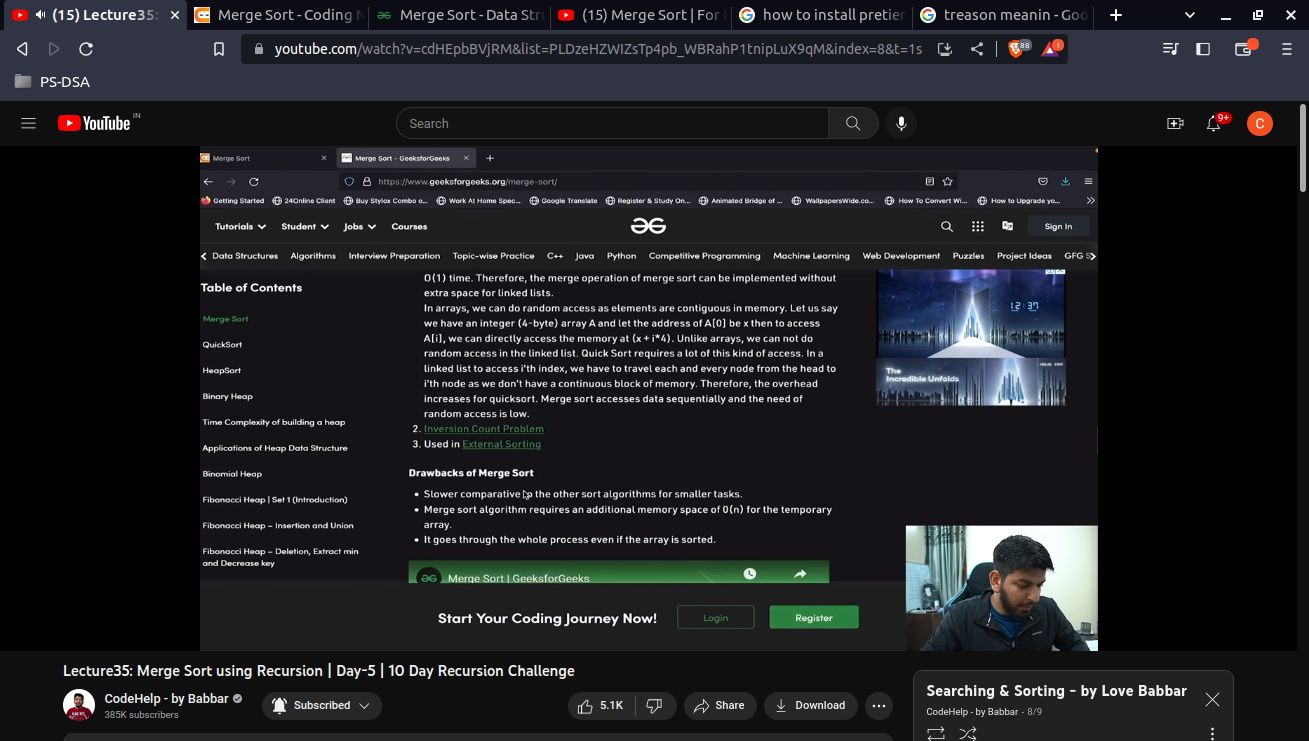 (15) Lecture35:
Merge Sort - Coding N
Merge Sort - Data Stru
(15) Merge Sort | For
how to install pretier
treason meanin - Goo
youtube.com/watch?v=cdHEpbBVjRM&list=PLDzeHZWIZsTp4pb_WBRahP1tnipLuX9qM&index=8&t=1s
88
1
PS-DSA
YouTube IN
Search
9+
C
Merge Sort
Merge Sort - GeeksforGeeks
https://www.geeksforgeeks.org/merge-sort/
Getting Started
24Online Client
Buy Stylox Combo o...
Work At Home Spec...
Google Translate
Register & Study On...
Animated Bridge of ...
WallpapersWide.co...
How To Convert Wi...
How to Upgrade yo...
Tutorials
Student
Jobs
Courses
Sign In
Data Structures
Algorithms
Interview Preparation
Topic-wise Practice
C++
Java
Python
Competitive Programming
Machine Learning
Web Development
Puzzles
Project Ideas
GFG S
Table of Contents
Merge Sort
QuickSort
HeapSort
Binary Heap
Time Complexity of building a heap
Applications of Heap Data Structure
Binomial Heap
Fibonacci Heap | Set 1 (Introduction)
Fibonacci Heap – Insertion and Union
Fibonacci Heap – Deletion, Extract min
and Decrease key
O(1) time. Therefore, the merge operation of merge sort can be implemented without
extra space for linked lists.
In arrays, we can do random access as elements are contiguous in memory. Let us say
we have an integer (4-byte) array A and let the address of A[0] be x then to access
A[i], we can directly access the memory at (x + i*4). Unlike arrays, we can not do
random access in the linked list. Quick Sort requires a lot of this kind of access. In a
linked list to access i'th index, we have to travel each and every node from the head to
i'th node as we don't have a continuous block of memory. Therefore, the overhead
increases for quicksort. Merge sort accesses data sequentially and the need of
random access is low.
2. Inversion Count Problem
3. Used in External Sorting
Drawbacks of Merge Sort
• Slower comparative to the other sort algorithms for smaller tasks.
• Merge sort algorithm requires an additional memory space of 0(n) for the temporary
array.
• It goes through the whole process even if the array is sorted.
Merge Sort | GeeksforGeeks
12:37
The
Incredible Unfolds
Start Your Coding Journey Now!
Login
Register
Lecture35: Merge Sort using Recursion | Day-5 | 10 Day Recursion Challenge
CodeHelp - by Babbar
385K subscribers
Subscribed
5.1K
Share
Download
Searching & Sorting - by Love Babbar
CodeHelp - by Babbar - 8/9